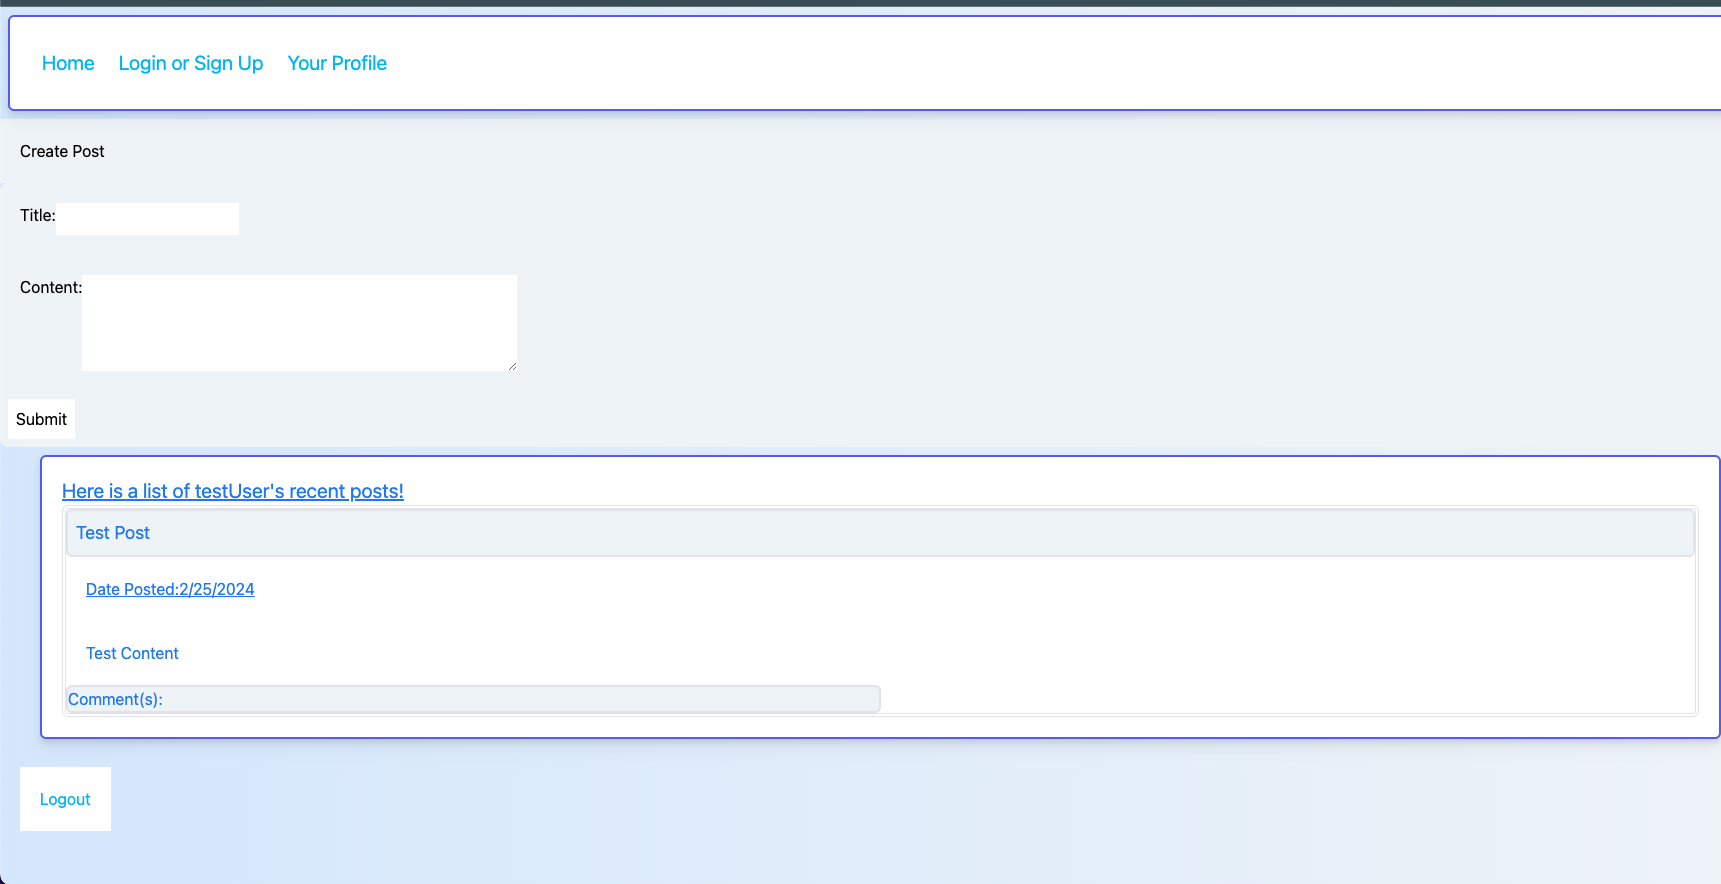 Home Login or Sign Up Your Profile
Create Post
Title:
Content:
Submit
Here is a list of testUser's recent posts!
Test Post
Date Posted:2/25/2024
Test Content
Comment(s):
Logout